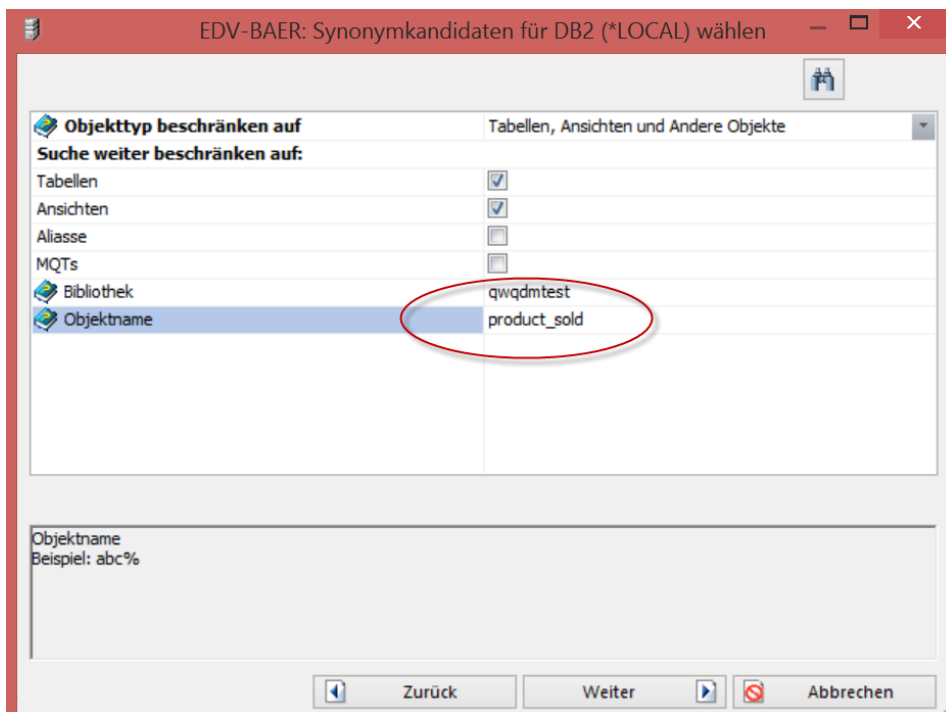 EDV-BAER: Synonymkandidaten für DB2 (*LOCAL) wählen
Objekttyp beschränken auf Tabellen, Ansichten und Andere Objekte
Suche weiter beschränken auf:
Tabellen
Ansichten
Aliasse
MQTs
Bibliothek qwqdmtest
Objektname product_sold
Objektname
Beispiel: abc%
Zurück Weiter Abbrechen